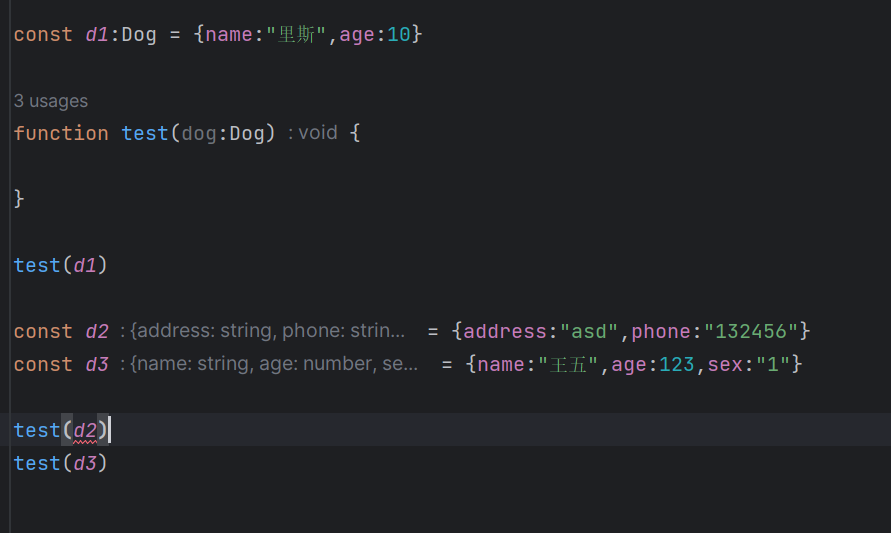 const d1:Dog = {name:"里斯",age:10}
3 usages
function test(dog:Dog) :void {
}
test(d1)
const d2 :{address: string, phone: strin... = {address:"asd",phone:"132456"}
const d3 :{name: string, age: number, se... = {name:"王五",age:123,sex:"1"}
test(d2)
test(d3)